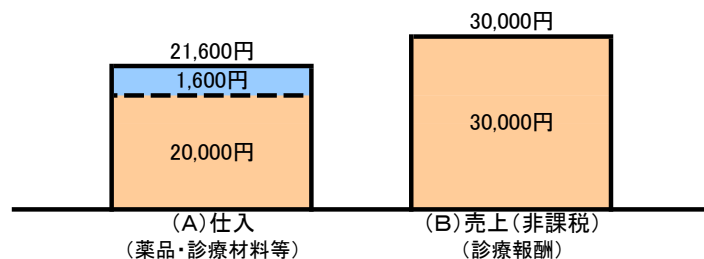 21,600円
1,600円
20,000円
(A)仕入
(薬品・診療材料等)
30,000円
30,000円
(B)売上(非課税)
(診療報酬)